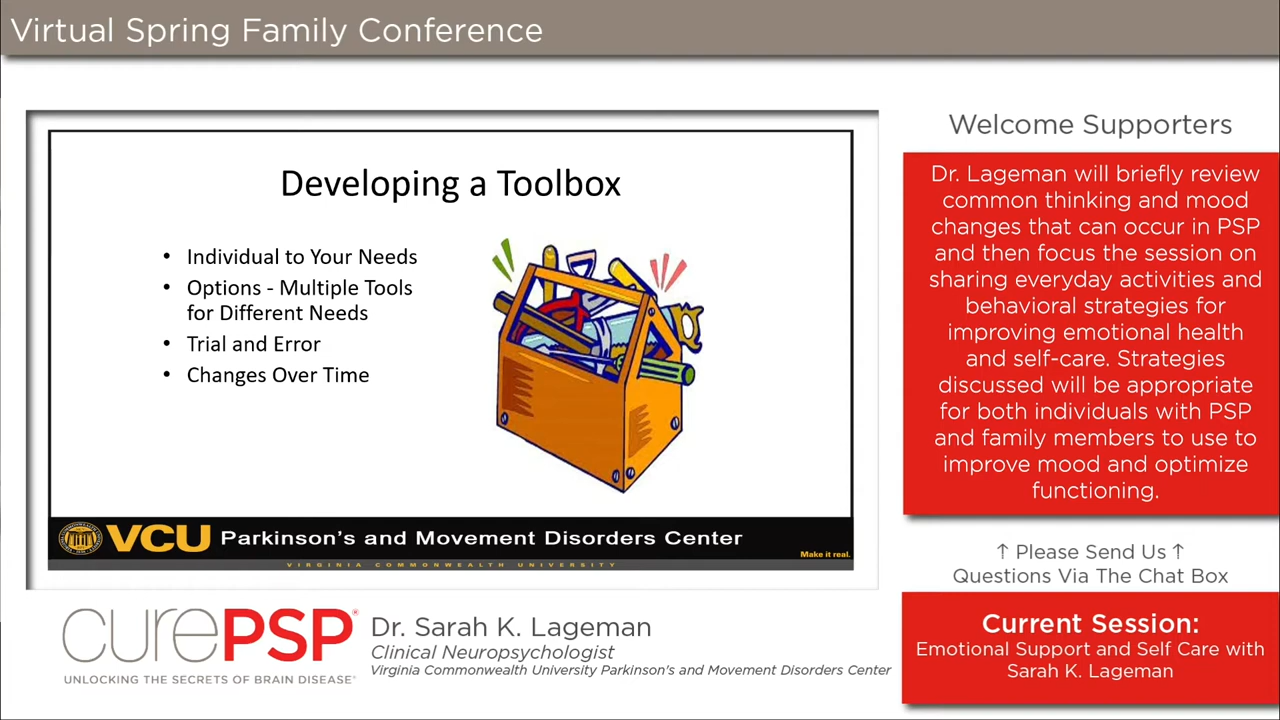 Virtual Spring Family Conference
Developing a Toolbox
• Individual to Your Needs
• Options - Multiple Tools
for Different Needs
• Trial and Error
• Changes Over Time
VCU Parkinson's and Movement Disorders Center
Make it real.
VIRGINIA COMMONWEALTH UNIVERSITY
curePSP®
UNLOCKING THE SECRETS OF BRAIN DISEASE®
Dr. Sarah K. Lageman
Clinical Neuropsychologist
Virginia Commonwealth University Parkinson's and Movement Disorders Center
Welcome Supporters
Dr. Lageman will briefly review
common thinking and mood
changes that can occur in PSP
and then focus the session on
sharing everyday activities and
behavioral strategies for
improving emotional health
and self-care. Strategies
discussed will be appropriate
for both individuals with PSP
and family members to use to
improve mood and optimize
functioning.
↑ Please Send Us ↑
Questions Via The Chat Box
Current Session:
Emotional Support and Self Care with
Sarah K. Lageman